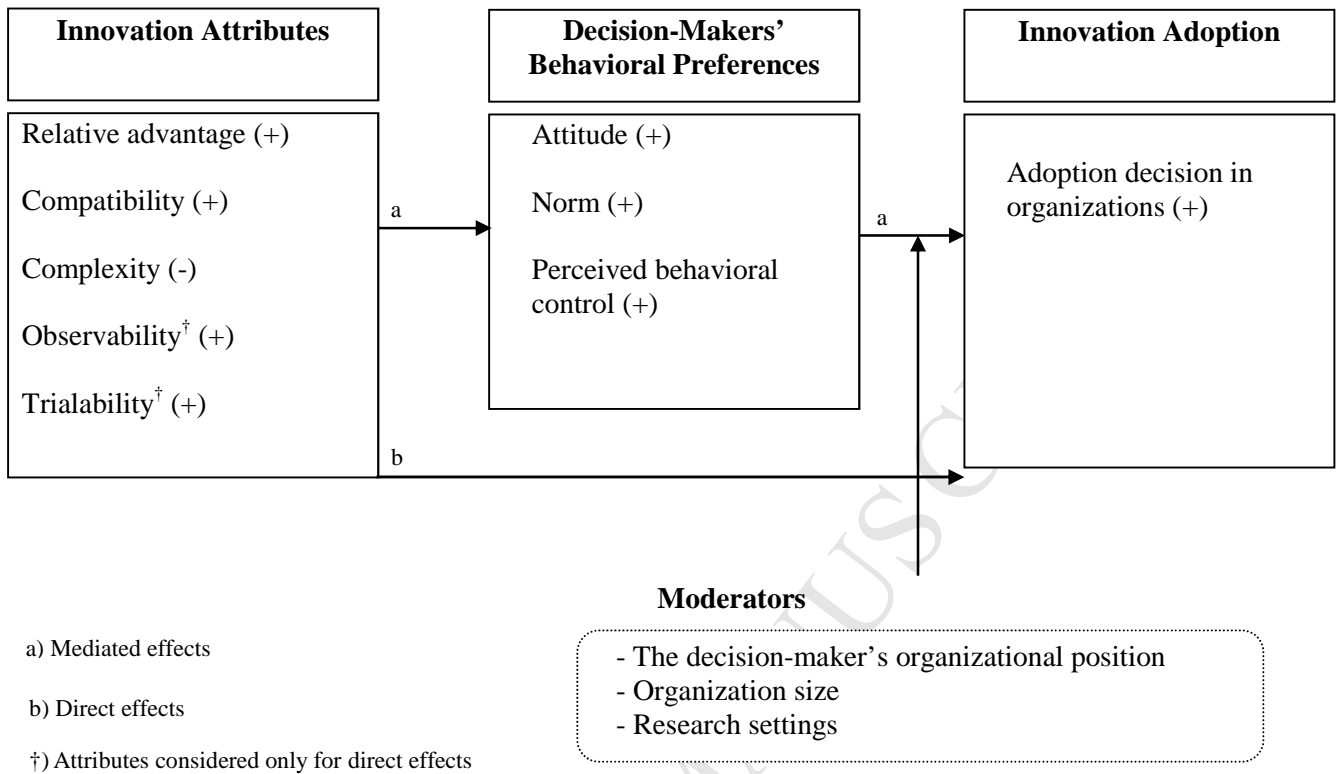 Innovation Attributes
Decision-Makers’
Behavioral Preferences
Innovation Adoption
Relative advantage (+)
Compatibility (+)
Complexity (-)
Observability† (+)
Trialability† (+)
a
b
Attitude (+)
Norm (+)
Perceived behavioral
control (+)
a
Adoption decision in
organizations (+)
Moderators
- The decision-maker’s organizational position
- Organization size
- Research settings
a) Mediated effects
b) Direct effects
†) Attributes considered only for direct effects